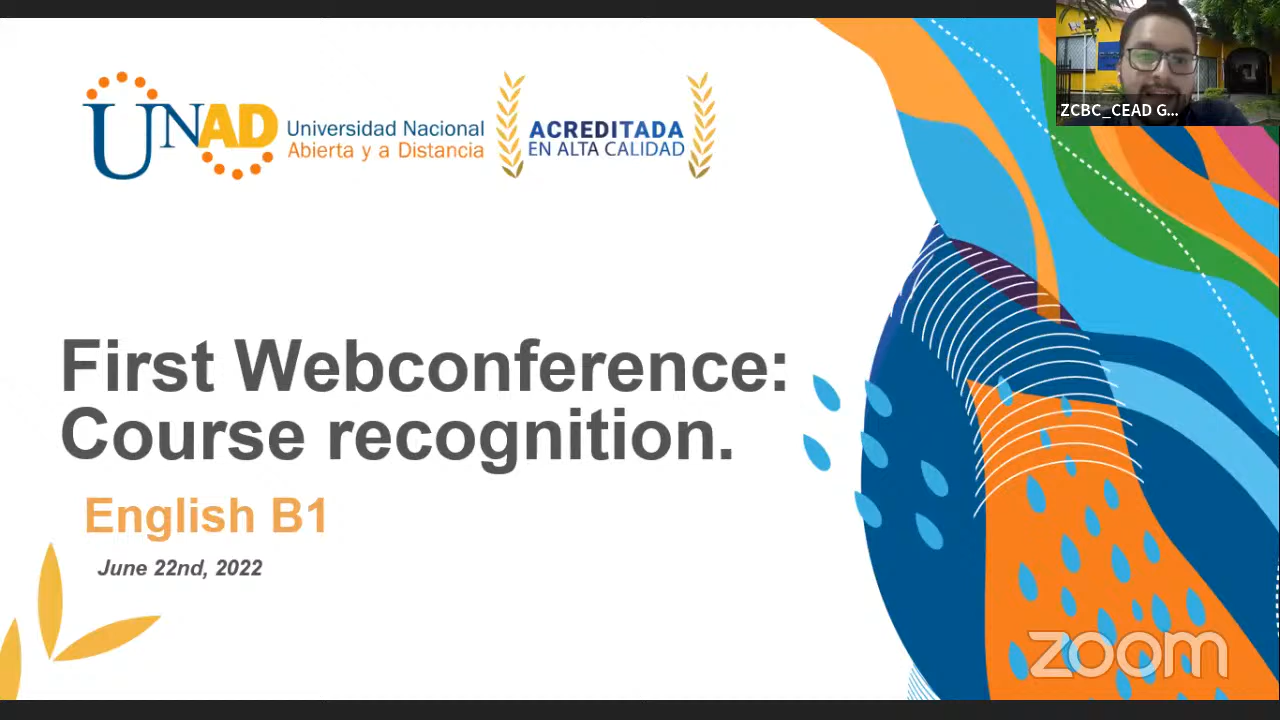 UNAD
Universidad Nacional
Abierta y a Distancia
ACREDITADA
EN ALTA CALIDAD
ZCBC_CEAD G...
First Webconference:
Course recognition.
English B1
June 22nd, 2022
zoom